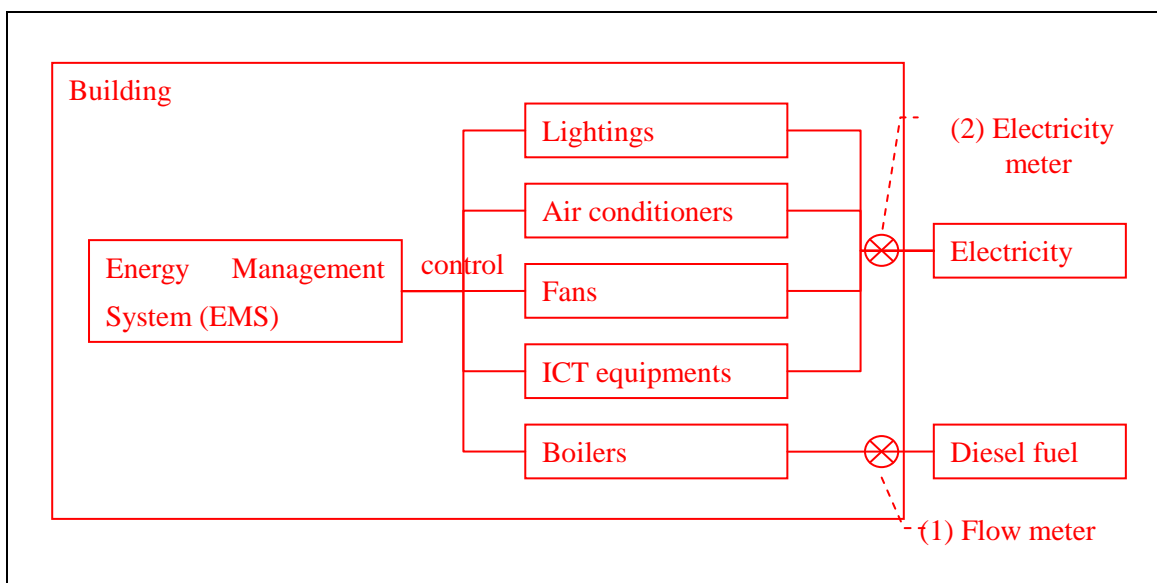 Building
Lightings
(2) Electricity
meter
Air conditioners
Electricity
Energy Management
System (EMS)
control
Fans
ICT equipments
Boilers
Diesel fuel
(1) Flow meter